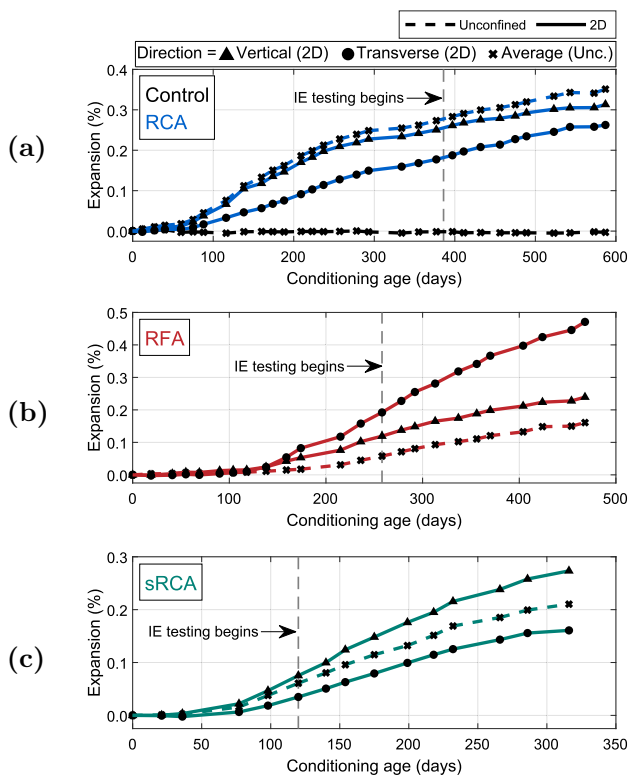 Unconfined 2D
Direction = Vertical (2D) Transverse (2D) Average (Unc.)
(a)
Control
RCA
IE testing begins
Expansion (%)
0.4
0.3
0.2
0.1
0.0
0 100 200 300 400 500 600
Conditioning age (days)
(b)
RFA
IE testing begins
Expansion (%)
0.5
0.4
0.3
0.2
0.1
0.0
0 100 200 300 400 500
Conditioning age (days)
(c)
sRCA
IE testing begins
Expansion (%)
0.3
0.2
0.1
0.0
0 50 100 150 200 250 300 350
Conditioning age (days)